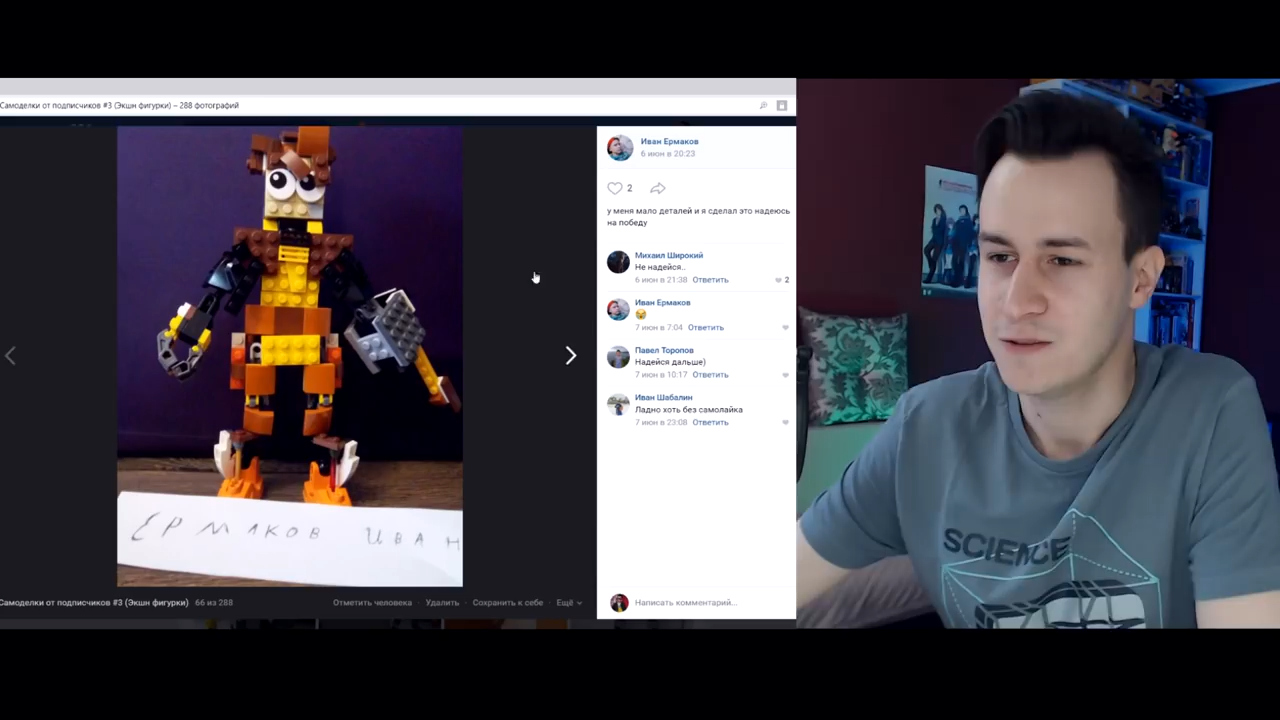 Самоделки от подписчиков #3 (Экшн фигурки) – 288 фотографий
Иван Ермаков
6 июн в 20:23
2
у меня мало деталей и я сделал это надеюсь
на победу
Михаил Широкий
Не надейся..
6 июн в 21:38 Ответить 2
Иван Ермаков
7 июн в 7:04 Ответить
Павел Торопов
Надейся дальше)
7 июн в 10:17 Ответить
Иван Шабалин
Ладно хоть без самолайка
7 июн в 23:08 Ответить
ЕРМАКОВ ИВАН
Самоделки от подписчиков #3 (Экшн фигурки) 66 из 288
Отметить человека · Удалить · Сохранить к себе · Ещё
Написать комментарий...
SCIENCE